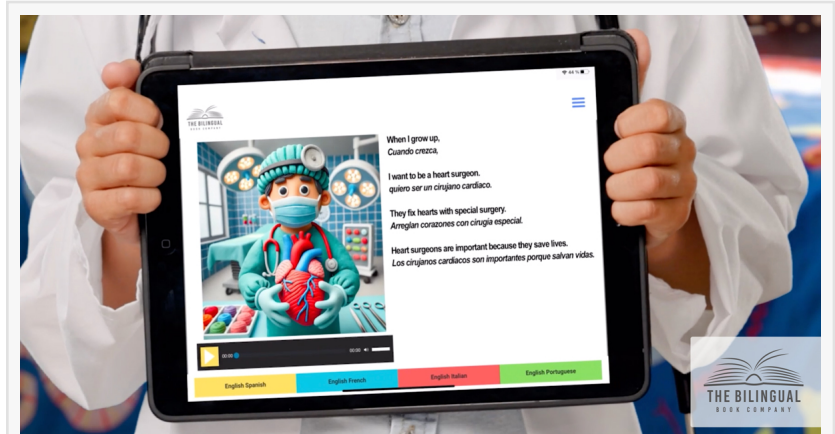 44 %
THE BILINGUAL
BOOK COMPANY
When I grow up,
Cuando crezca,
I want to be a heart surgeon.
quiero ser un cirujano cardiaco.
They fix hearts with special surgery.
Arreglan corazones con cirugía especial.
Heart surgeons are important because they save lives.
Los cirujanos cardiacos son importantes porque salvan vidas.
00:00
00:00
English Spanish
English French
English Italian
English Portuguese
THE BILINGUAL
BOOK COMPANY